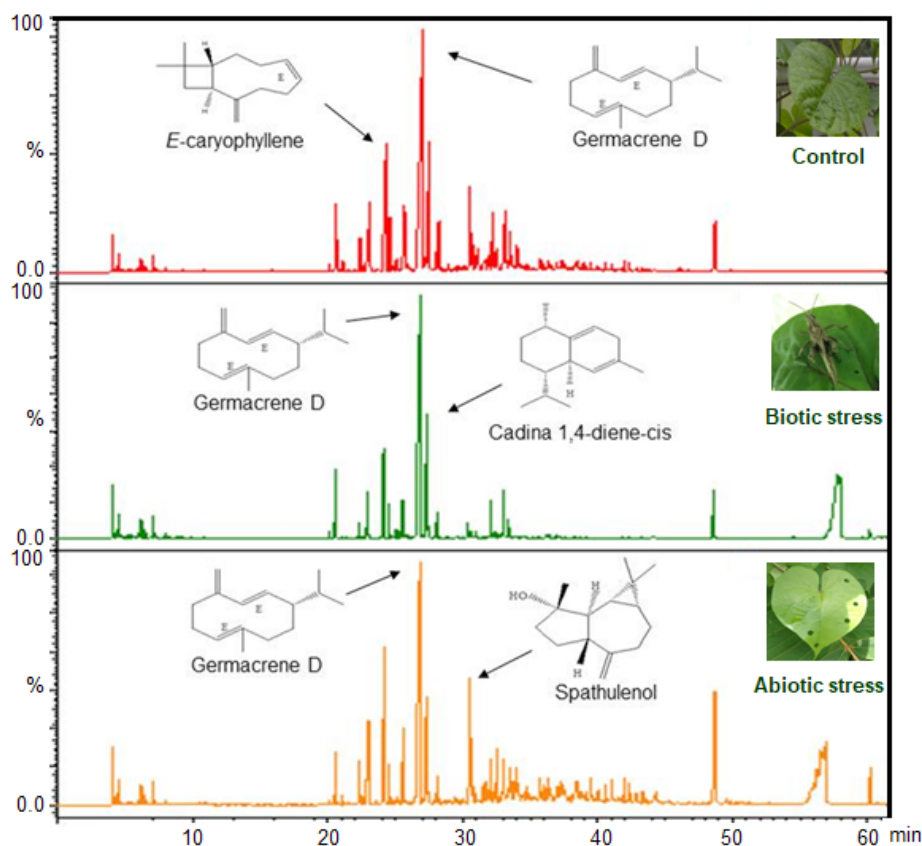 100
%
0.0
H
E
H
E-caryophyllene
E
E
Germacrene D
Control
100
%
0.0
E
E
Germacrene D
H
H
Cadina 1,4-diene-cis
Biotic stress
100
%
0.0
E
E
Germacrene D
HO
H
H
Spathulenol
Abiotic stress
10 20 30 40 50 60 min